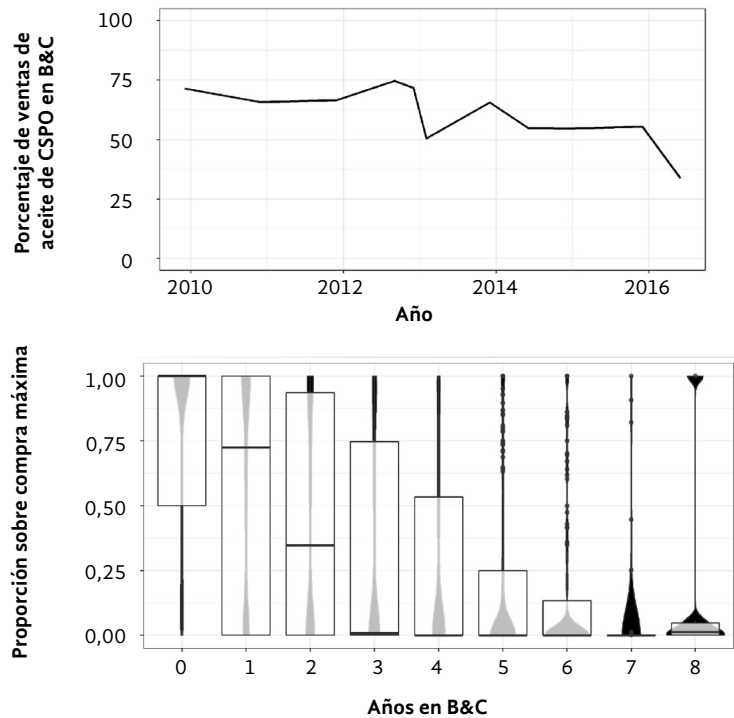 Porcentaje de ventas de
aceite de CSPO en B&C
100
75
50
25
0
2010 2012 2014 2016
Año
Proporción sobre compra máxima
1,00
0,75
0,50
0,25
0,00
0 1 2 3 4 5 6 7 8
Años en B&C